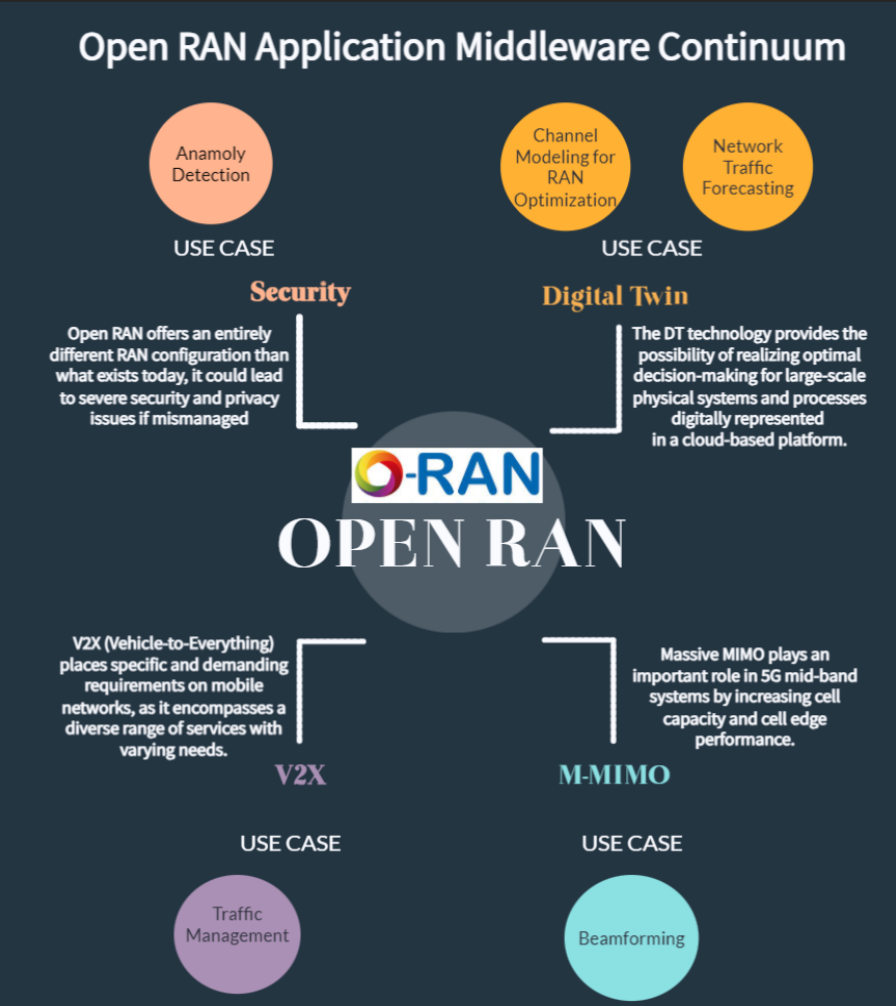 Open RAN Application Middleware Continuum
Anamoly
Detection
USE CASE
Security
Open RAN offers an entirely
different RAN configuration than
what exists today, it could lead
to severe security and privacy
issues if mismanaged
Channel
Modeling for
RAN
Optimization
Network
Traffic
Forecasting
USE CASE
Digital Twin
The DT technology provides the
possibility of realizing optimal
decision-making for large-scale
physical systems and processes
digitally represented
in a cloud-based platform.
O-RAN
OPEN RAN
V2X (Vehicle-to-Everything)
places specific and demanding
requirements on mobile
networks, as it encompasses a
diverse range of services with
varying needs.
V2X
USE CASE
Traffic
Management
Massive MIMO plays an
important role in 5G mid-band
systems by increasing cell
capacity and cell edge
performance.
M-MIMO
USE CASE
Beamforming